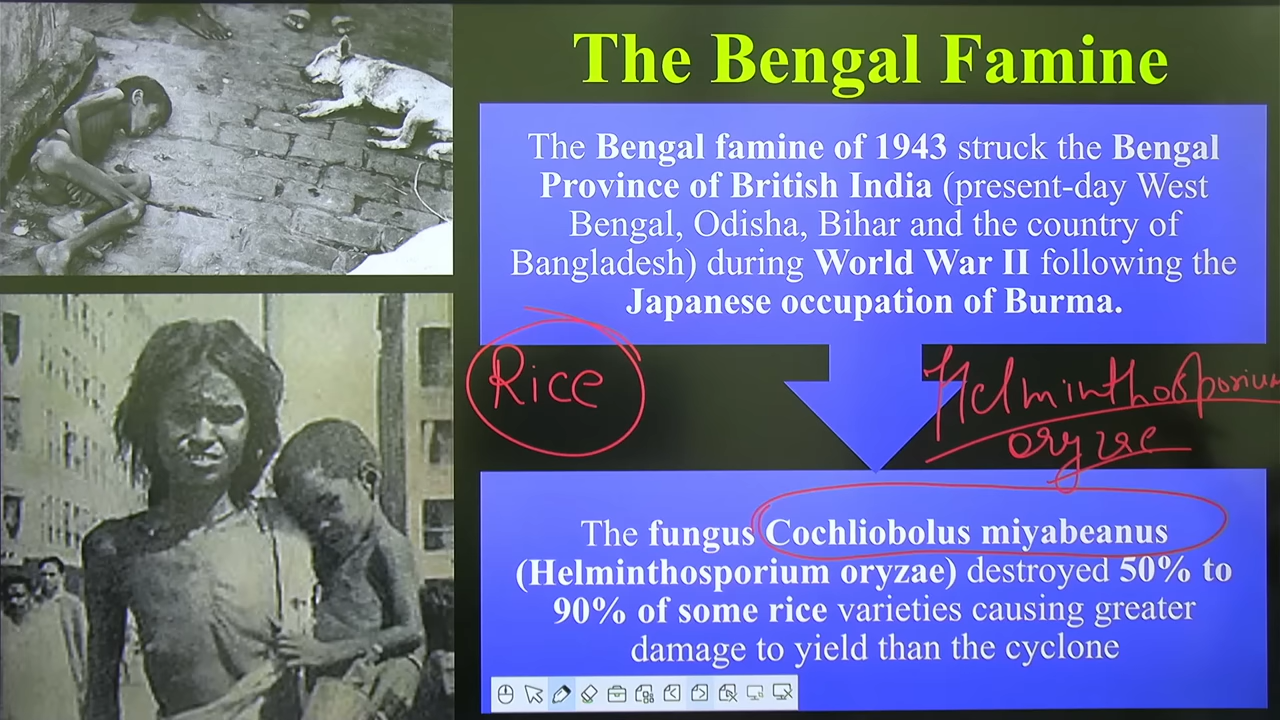 The Bengal Famine
The Bengal famine of 1943 struck the Bengal
Province of British India (present-day West
Bengal, Odisha, Bihar and the country of
Bangladesh) during World War II following the
Japanese occupation of Burma.
Rice
Helminthosporium
oryzae
The fungus Cochliobolus miyabeanus
(Helminthosporium oryzae) destroyed 50% to
90% of some rice varieties causing greater
damage to yield than the cyclone